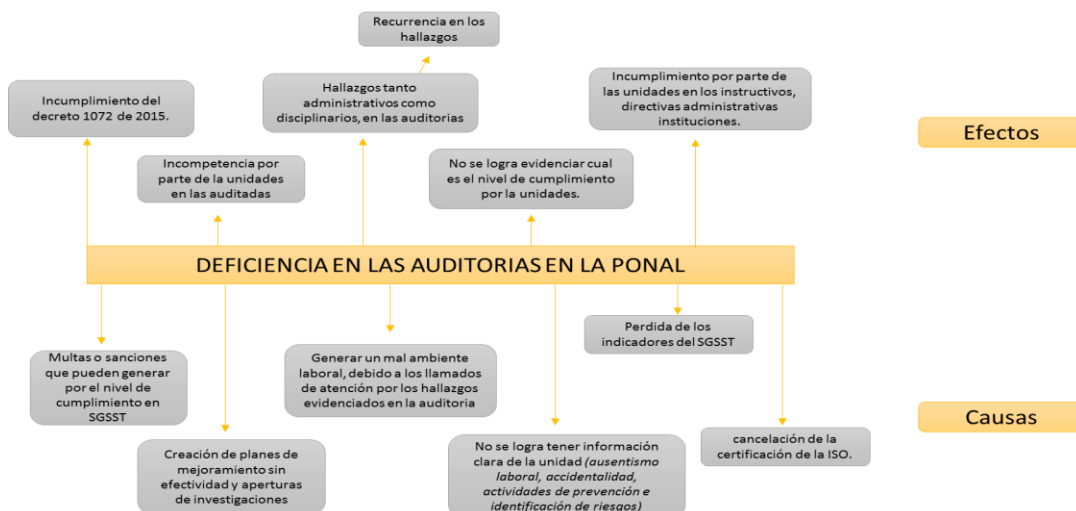 Recurrencia en los
hallazgos
Incumplimiento del
decreto 1072 de 2015.
Hallazgos tanto
administrativos como
disciplinarios, en las auditorias
Incumplimiento por parte de
las unidades en los instructivos,
directivas administrativas
instituciones.
Efectos
Incompetencia por
parte de la unidades
en las auditadas
No se logra evidenciar cual
es el nivel de cumplimiento
por la unidades.
DEFICIENCIA EN LAS AUDITORIAS EN LA PONAL
Multas o sanciones
que pueden generar
por el nivel de
cumplimiento en
SGSST
Generar un mal ambiente
laboral, debido a los llamados
de atención por los hallazgos
evidenciados en la auditoria
Perdida de los
indicadores del SGSST
Causas
Creación de planes de
mejoramiento sin
efectividad y aperturas
de investigaciones
No se logra tener información
clara de la unidad (ausentismo
laboral, accidentalidad,
actividades de prevención e
identificación de riesgos)
cancelación de la
certificación de la ISO.